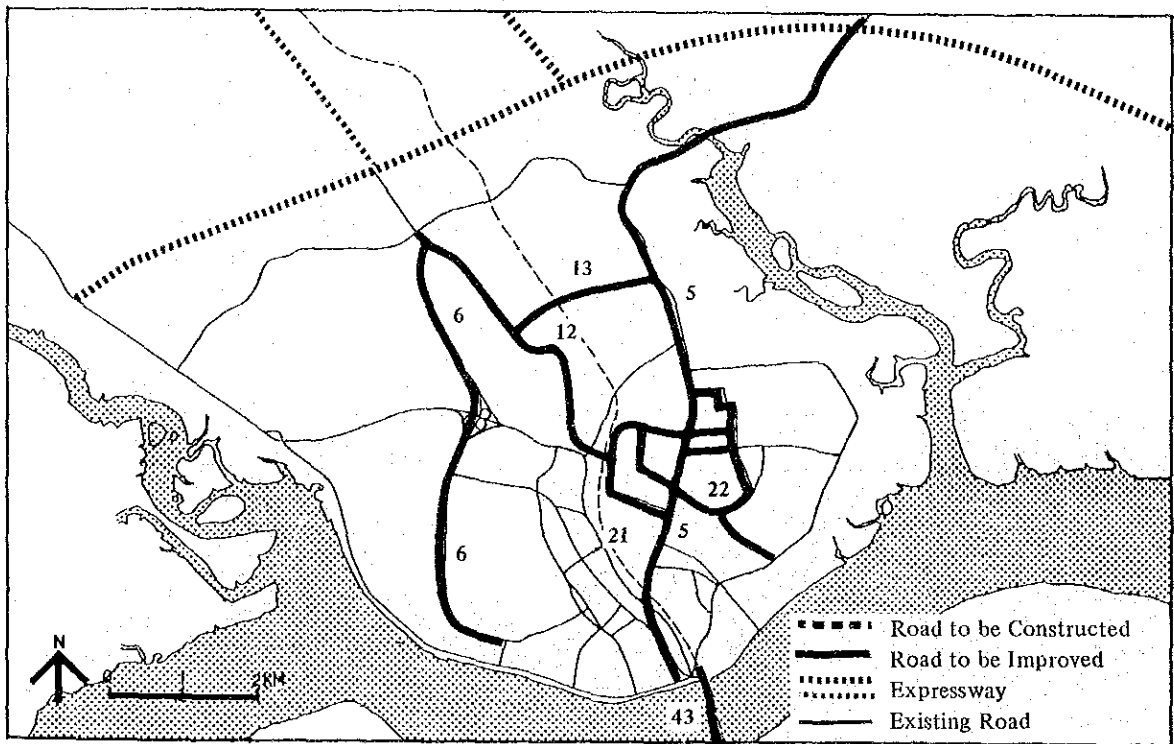 13
5
6
12
22
21
5
6
N
0
2KM
43
Road to be Constructed
Road to be Improved
Expressway
Existing Road